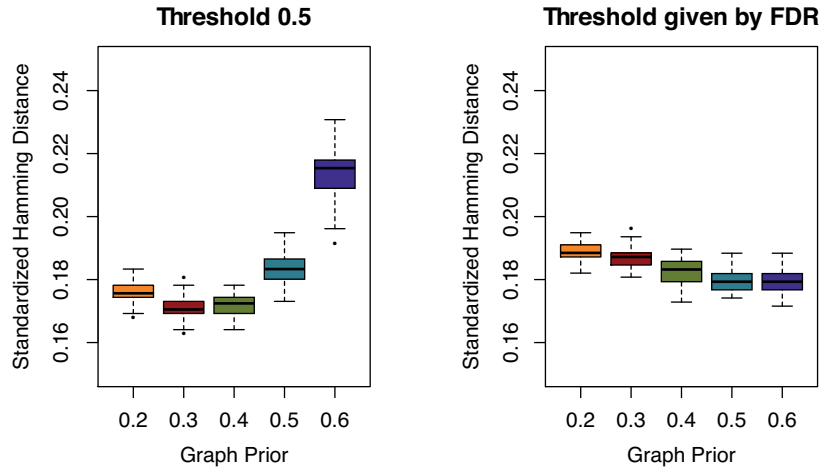 Threshold 0.5
Standardized Hamming Distance
0.24
0.22
0.20
0.18
0.16
0.2 0.3 0.4 0.5 0.6
Graph Prior
Threshold given by FDR
Standardized Hamming Distance
0.24
0.22
0.20
0.18
0.16
0.2 0.3 0.4 0.5 0.6
Graph Prior